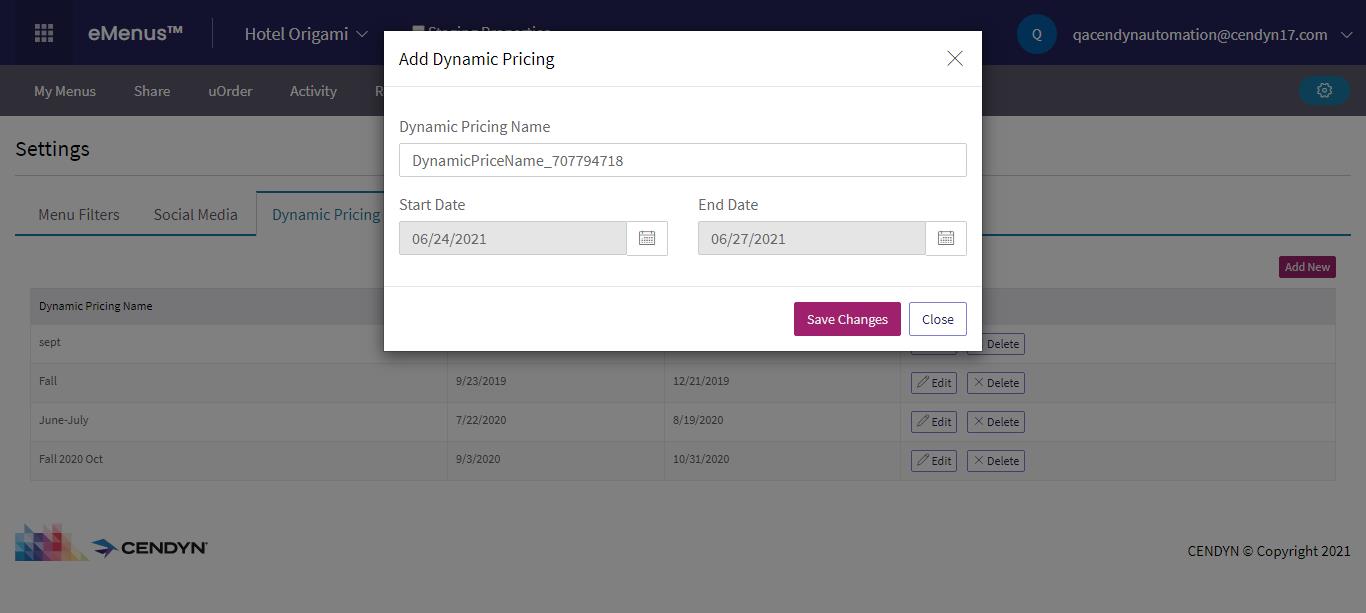 eMenus™
Hotel Origami
Staging Properties
Q
qacendynautomation@cendyn17.com
My Menus
Share
uOrder
Activity
Settings
Menu Filters
Social Media
Dynamic Pricing
Add Dynamic Pricing
Dynamic Pricing Name
DynamicPriceName_707794718
Start Date
End Date
06/24/2021
06/27/2021
Save Changes
Close
Add New
Dynamic Pricing Name
sept
Delete
Fall
9/23/2019
12/21/2019
Edit
Delete
June-July
7/22/2020
8/19/2020
Edit
Delete
Fall 2020 Oct
9/3/2020
10/31/2020
Edit
Delete
CENDYN
CENDYN © Copyright 2021